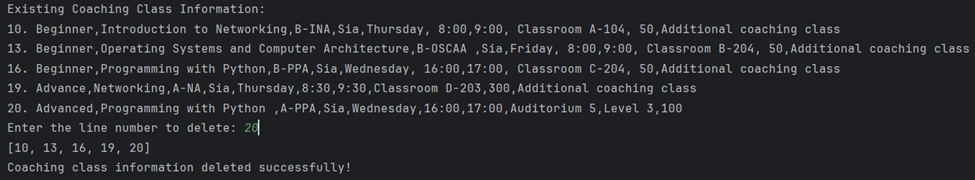 Existing Coaching Class Information:
10. Beginner,Introduction to Networking,B-INA,Sia,Thursday, 8:00,9:00, Classroom A-104, 50,Additional coaching class
13. Beginner,Operating Systems and Computer Architecture,B-OSCAA ,Sia,Friday, 8:00,9:00, Classroom B-204, 50,Additional coaching class
16. Beginner,Programming with Python,B-PPA,Sia,Wednesday, 16:00,17:00, Classroom C-204, 50,Additional coaching class
19. Advance,Networking,A-NA,Sia,Thursday,8:30,9:30,Classroom D-203,300,Additional coaching class
20. Advanced,Programming with Python ,A-PPA,Sia,Wednesday,16:00,17:00,Auditorium 5,Level 3,100
Enter the line number to delete: 20
[10, 13, 16, 19, 20]
Coaching class information deleted successfully!